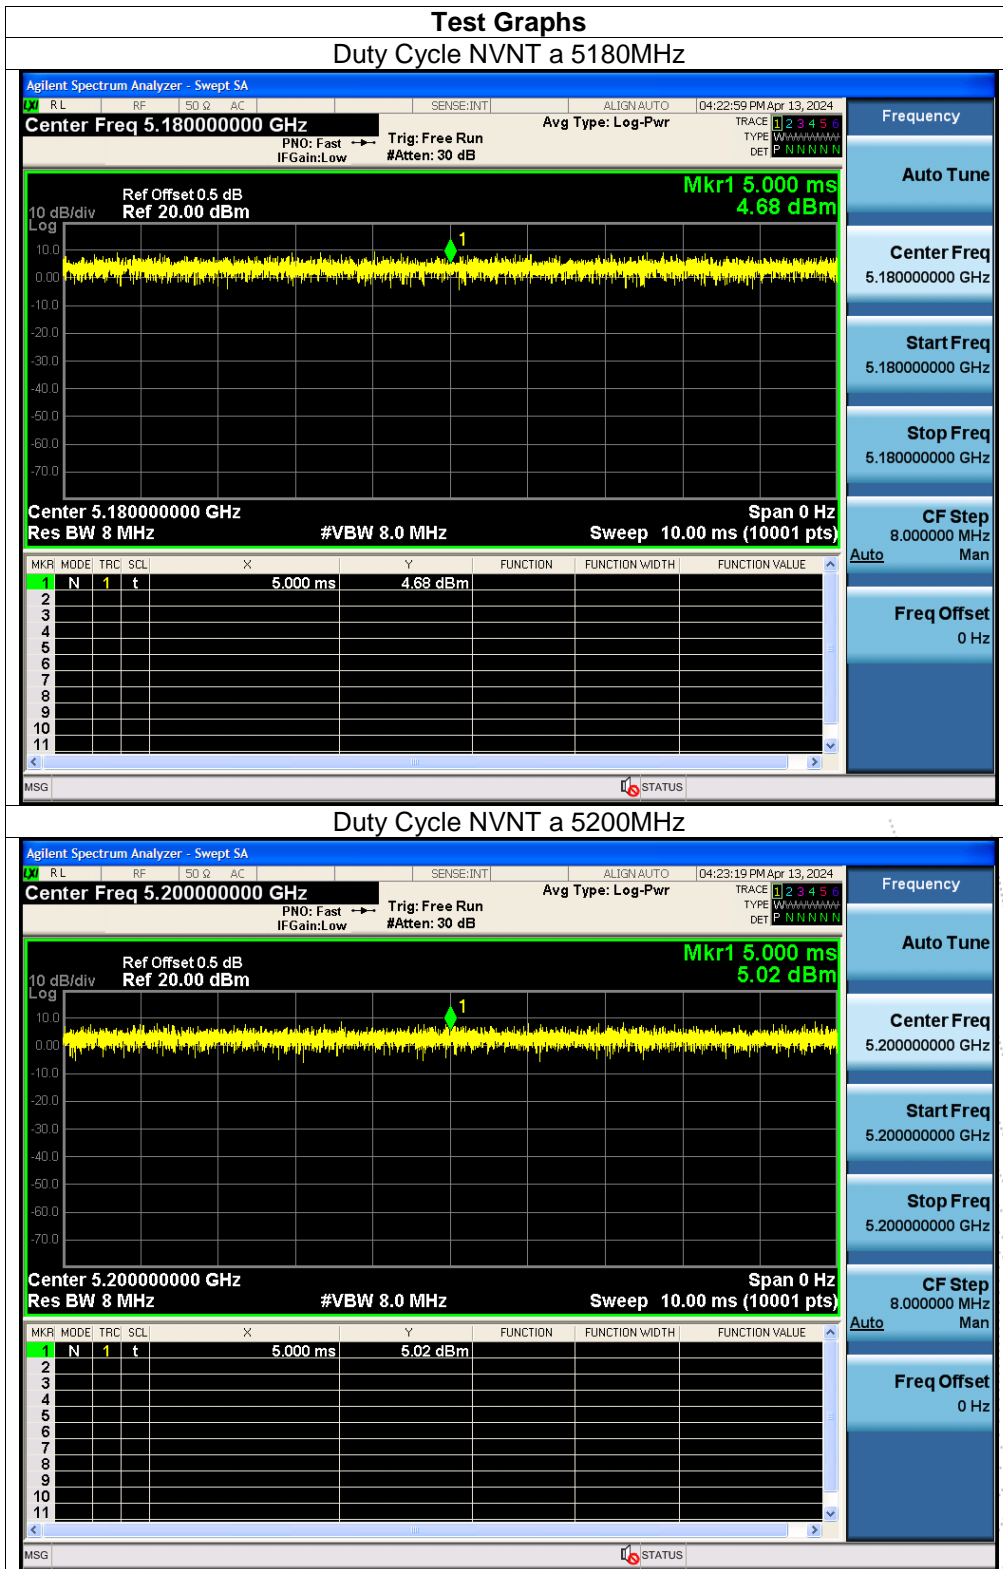 Test Graphs
Duty Cycle NVNT a 5180MHz
Agilent Spectrum Analyzer - Swept SA
LXI RL RF 50 Ω AC SENSE:INT ALIGN AUTO 04:22:59 PM Apr 13, 2024
Center Freq 5.180000000 GHz Avg Type: Log-Pwr TRACE 1 2 3 4 5 6
PNO: Fast Trig: Free Run TYPE W
IFGain:Low #Atten: 30 dB DET P N N N N N
Frequency
Auto Tune
Center Freq
5.180000000 GHz
Start Freq
5.180000000 GHz
Stop Freq
5.180000000 GHz
CF Step
8.000000 MHz
Auto Man
Freq Offset
0 Hz
Mkr1 5.000 ms
4.68 dBm
Ref Offset 0.5 dB
10 dB/div Ref 20.00 dBm
Log
1
10.0
0.00
-10.0
-20.0
-30.0
-40.0
-50.0
-60.0
-70.0
Center 5.180000000 GHz Span 0 Hz
Res BW 8 MHz #VBW 8.0 MHz Sweep 10.00 ms (10001 pts)
MKR MODE TRC SCL X Y FUNCTION FUNCTION WIDTH FUNCTION VALUE
1 N 1 t 5.000 ms 4.68 dBm
2
3
4
5
6
7
8
9
10
11
MSG STATUS
Duty Cycle NVNT a 5200MHz
Agilent Spectrum Analyzer - Swept SA
LXI RL RF 50 Ω AC SENSE:INT ALIGN AUTO 04:23:19 PM Apr 13, 2024
Center Freq 5.200000000 GHz Avg Type: Log-Pwr TRACE 1 2 3 4 5 6
PNO: Fast Trig: Free Run TYPE W
IFGain:Low #Atten: 30 dB DET P N N N N N
Frequency
Auto Tune
Center Freq
5.200000000 GHz
Start Freq
5.200000000 GHz
Stop Freq
5.200000000 GHz
CF Step
8.000000 MHz
Auto Man
Freq Offset
0 Hz
Mkr1 5.000 ms
5.02 dBm
Ref Offset 0.5 dB
10 dB/div Ref 20.00 dBm
Log
1
10.0
0.00
-10.0
-20.0
-30.0
-40.0
-50.0
-60.0
-70.0
Center 5.200000000 GHz Span 0 Hz
Res BW 8 MHz #VBW 8.0 MHz Sweep 10.00 ms (10001 pts)
MKR MODE TRC SCL X Y FUNCTION FUNCTION WIDTH FUNCTION VALUE
1 N 1 t 5.000 ms 5.02 dBm
2
3
4
5
6
7
8
9
10
11
MSG STATUS